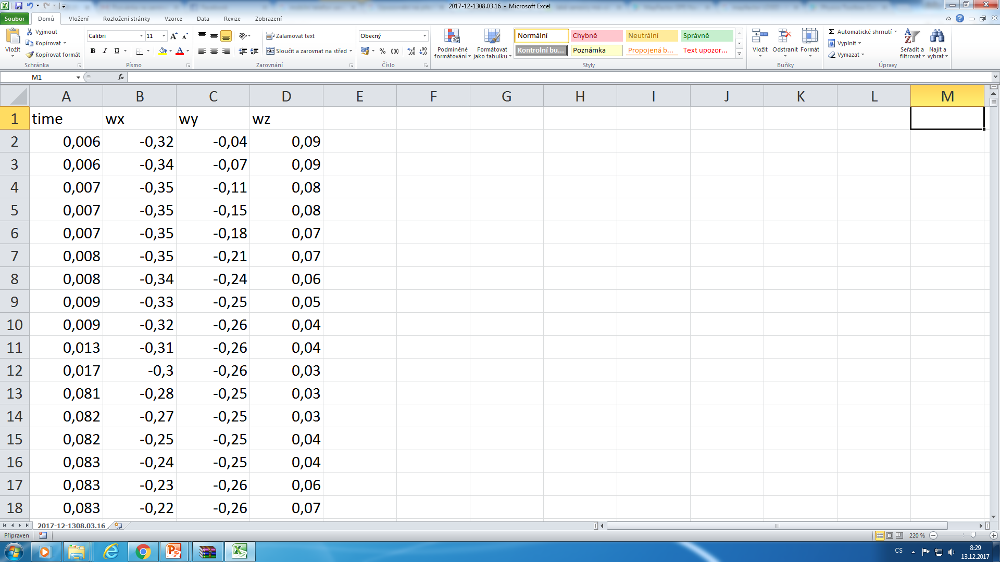 2017-12-1308.03.16 - Microsoft Excel
Soubor Domů Vložení Rozložení stránky Vzorce Data Revize Zobrazení
Vložit
Vyjmout
Kopírovat
Kopírovat formát
Schránka
Calibri 11
B I U
Písmo
Zalamovat text
Sloučit a zarovnat na střed
Zarovnání
Obecný
% 000
Číslo
Podmíněné formátování
Formátovat jako tabulku
Normální Chybně Neutrální Správně
Kontrolní bu... Poznámka Propojená b... Text upozor...
Styly
Vložit Odstranit Formát
Buňky
Automatické shrnutí
Vyplnit
Vymazat
Seřadit a filtrovat
Najít a vybrat
Úpravy
M1 fx
A B C D E F G H I J K L M
1 time wx wy wz
2 0,006 -0,32 -0,04 0,09
3 0,006 -0,34 -0,07 0,09
4 0,007 -0,35 -0,11 0,08
5 0,007 -0,35 -0,15 0,08
6 0,007 -0,35 -0,18 0,07
7 0,008 -0,35 -0,21 0,07
8 0,008 -0,34 -0,24 0,06
9 0,009 -0,33 -0,25 0,05
10 0,009 -0,32 -0,26 0,04
11 0,013 -0,31 -0,26 0,04
12 0,017 -0,3 -0,26 0,03
13 0,081 -0,28 -0,25 0,03
14 0,082 -0,27 -0,25 0,03
15 0,082 -0,25 -0,25 0,04
16 0,083 -0,24 -0,25 0,04
17 0,083 -0,23 -0,26 0,06
18 0,083 -0,22 -0,26 0,07
2017-12-1308.03.16
Připraven 220 %
CS 8:29
13.12.2017